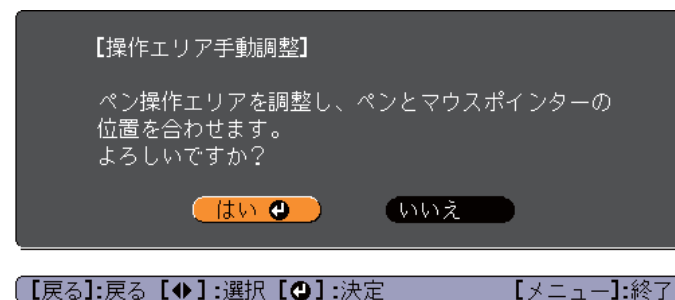 【操作エリア手動調整】
ペン操作エリアを調整し、ペンとマウスポインターの
位置を合わせます。
よろしいですか?
はい いいえ
【戻る】:戻る 【◆】:選択 【⏎】:決定 【メニュー】:終了